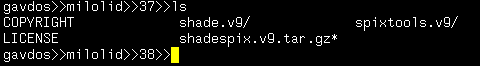 gavdos>>milolid>>37>>ls
COPYRIGHT shade.v9/ spixtools.v9/
LICENSE shadespix.v9.tar.gz*
gavdos>>milolid>>38>>